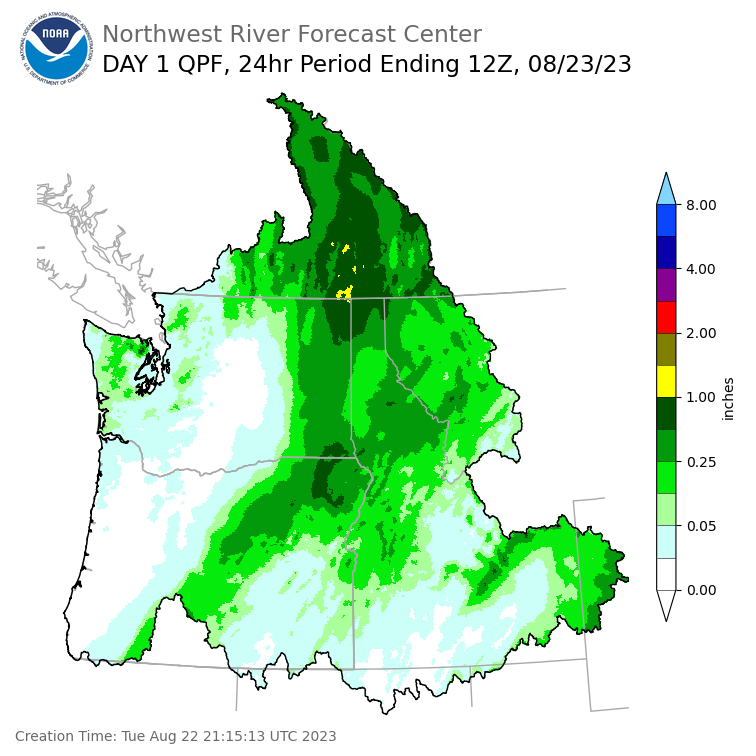 NOAA
NATIONAL OCEANIC AND ATMOSPHERIC ADMINISTRATION
U.S. DEPARTMENT OF COMMERCE
Northwest River Forecast Center
DAY 1 QPF, 24hr Period Ending 12Z, 08/23/23
8.00
4.00
2.00
1.00
0.25
0.05
0.00
inches
Creation Time: Tue Aug 22 21:15:13 UTC 2023